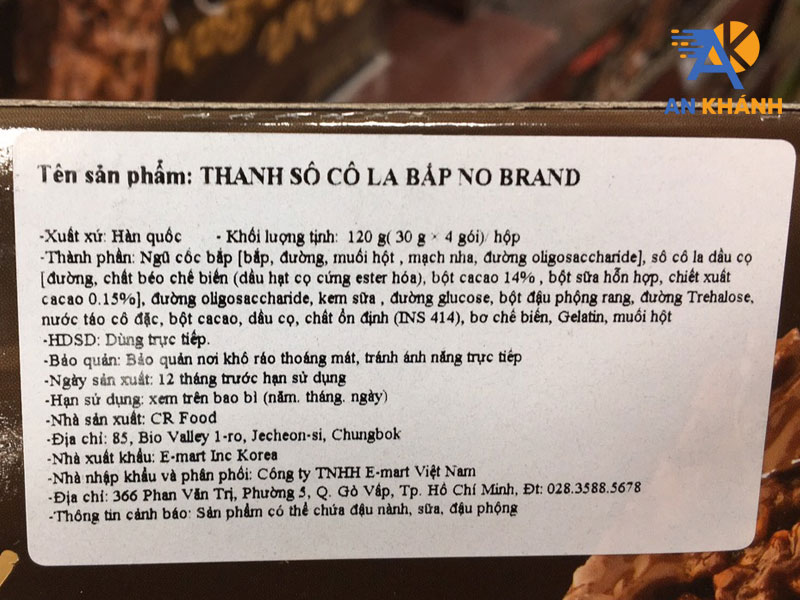 AN KHÁNH
Tên sản phẩm: THANH SÔ CÔ LA BẮP NO BRAND
-Xuất xứ: Hàn quốc - Khối lượng tịnh: 120 g( 30 g × 4 gói)/ hộp
-Thành phần: Ngũ cốc bắp [bắp, đường, muối hột , mạch nha, đường oligosaccharide], sô cô la dầu cọ
[đường, chất béo chế biến (dầu hạt cọ cứng ester hóa), bột cacao 14% , bột sữa hỗn hợp, chiết xuất
cacao 0.15%], đường oligosaccharide, kem sữa , đường glucose, bột đậu phộng rang, đường Trehalose,
nước táo cô đặc, bột cacao, dầu cọ, chất ổn định (INS 414), bơ chế biến, Gelatin, muối hột
-HDSD: Dùng trực tiếp.
-Bảo quản: Bảo quản nơi khô ráo thoáng mát, tránh ánh nắng trực tiếp
-Ngày sản xuất: 12 tháng trước hạn sử dụng
-Hạn sử dụng: xem trên bao bì (năm. tháng. ngày)
-Nhà sản xuất: CR Food
-Địa chỉ: 85, Bio Valley 1-ro, Jecheon-si, Chungbok
-Nhà xuất khẩu: E-mart Inc Korea
-Nhà nhập khẩu và phân phối: Công ty TNHH E-mart Việt Nam
-Địa chỉ: 366 Phan Văn Trị, Phường 5, Q. Gò Vấp, Tp. Hồ Chí Minh, Đt: 028.3588.5678
-Thông tin cảnh báo: Sản phẩm có thể chứa đậu nành, sữa, đậu phộng